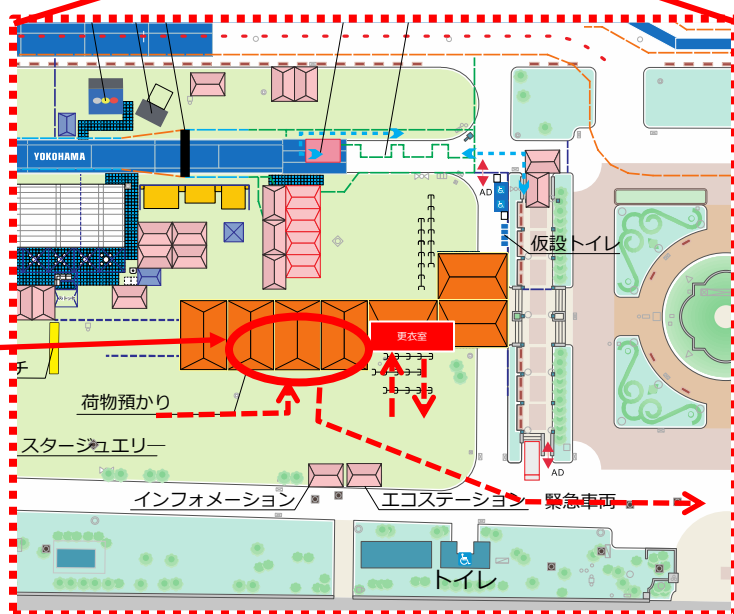 YOKOHAMA
AD
仮設トイレ
更衣室
チ
荷物預かり
スタージュエリー
AD
インフォメーション
エコステーション
緊急車両
トイレ